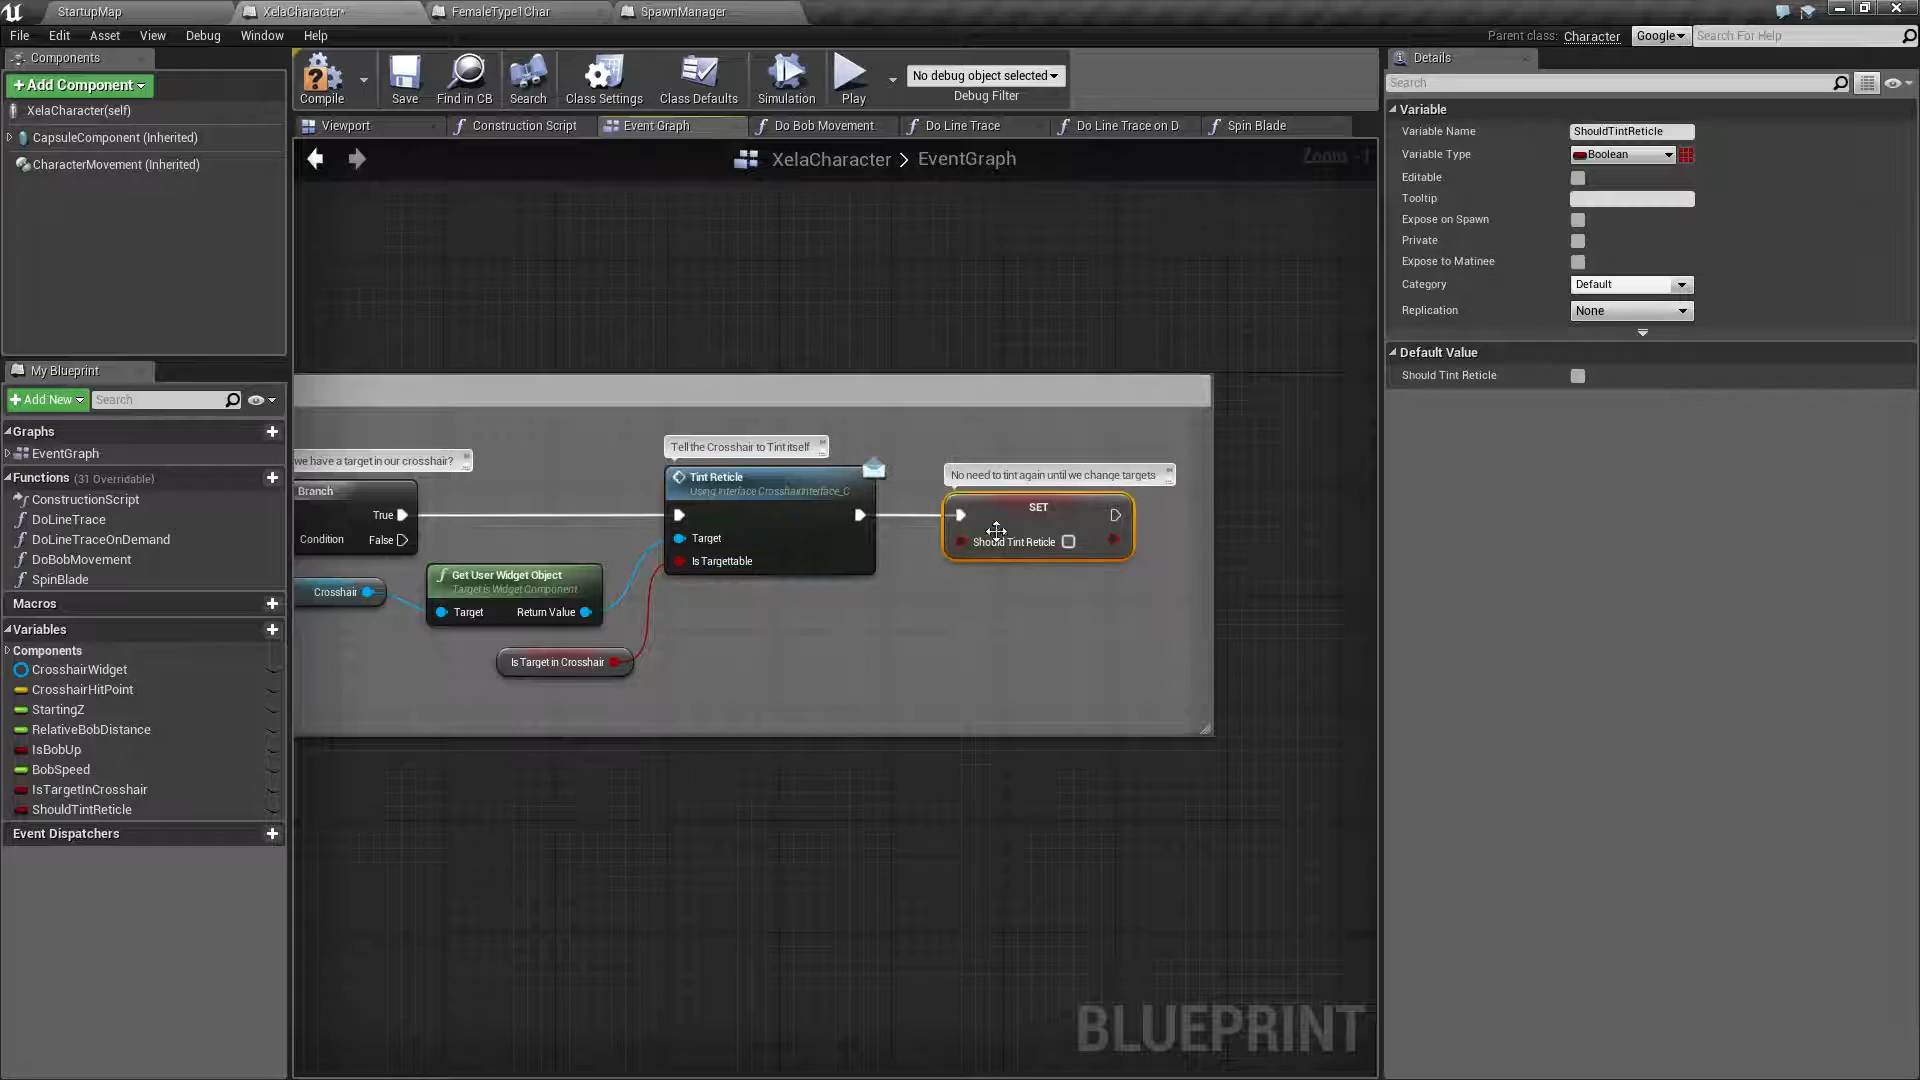 StartupMap
XelaCharacter*
FemaleType1Char
SpawnManager
File Edit Asset View Debug Window Help
Parent class: Character
Google
Search For Help
Components
+Add Component
XelaCharacter(self)
CapsuleComponent (Inherited)
CharacterMovement (Inherited)
My Blueprint
+Add New
Search
Graphs
EventGraph
Functions (31 Overridable)
ConstructionScript
DoLineTrace
DoLineTraceOnDemand
DoBobMovement
SpinBlade
Macros
Variables
Components
CrosshairWidget
CrosshairHitPoint
StartingZ
RelativeBobDistance
IsBobUp
BobSpeed
IsTargetInCrosshair
ShouldTintReticle
Event Dispatchers
Compile
Save
Find in CB
Search
Class Settings
Class Defaults
Simulation
Play
No debug object selected
Debug Filter
Viewport
Construction Script
Event Graph
Do Bob Movement
Do Line Trace
Do Line Trace on D
Spin Blade
XelaCharacter > EventGraph
Zoom -1
we have a target in our crosshair?
Branch
True
Condition False
Crosshair
Get User Widget Object
Target is Widget Component
Target Return Value
Is Target in Crosshair
Tell the Crosshair to Tint itself
Tint Reticle
Using Interface CrosshairInterface_C
Target
Is Targettable
No need to tint again until we change targets
SET
Should Tint Reticle
BLUEPRINT
Details
Search
Variable
Variable Name ShouldTintReticle
Variable Type Boolean
Editable
Tooltip
Expose on Spawn
Private
Expose to Matinee
Category Default
Replication None
Default Value
Should Tint Reticle